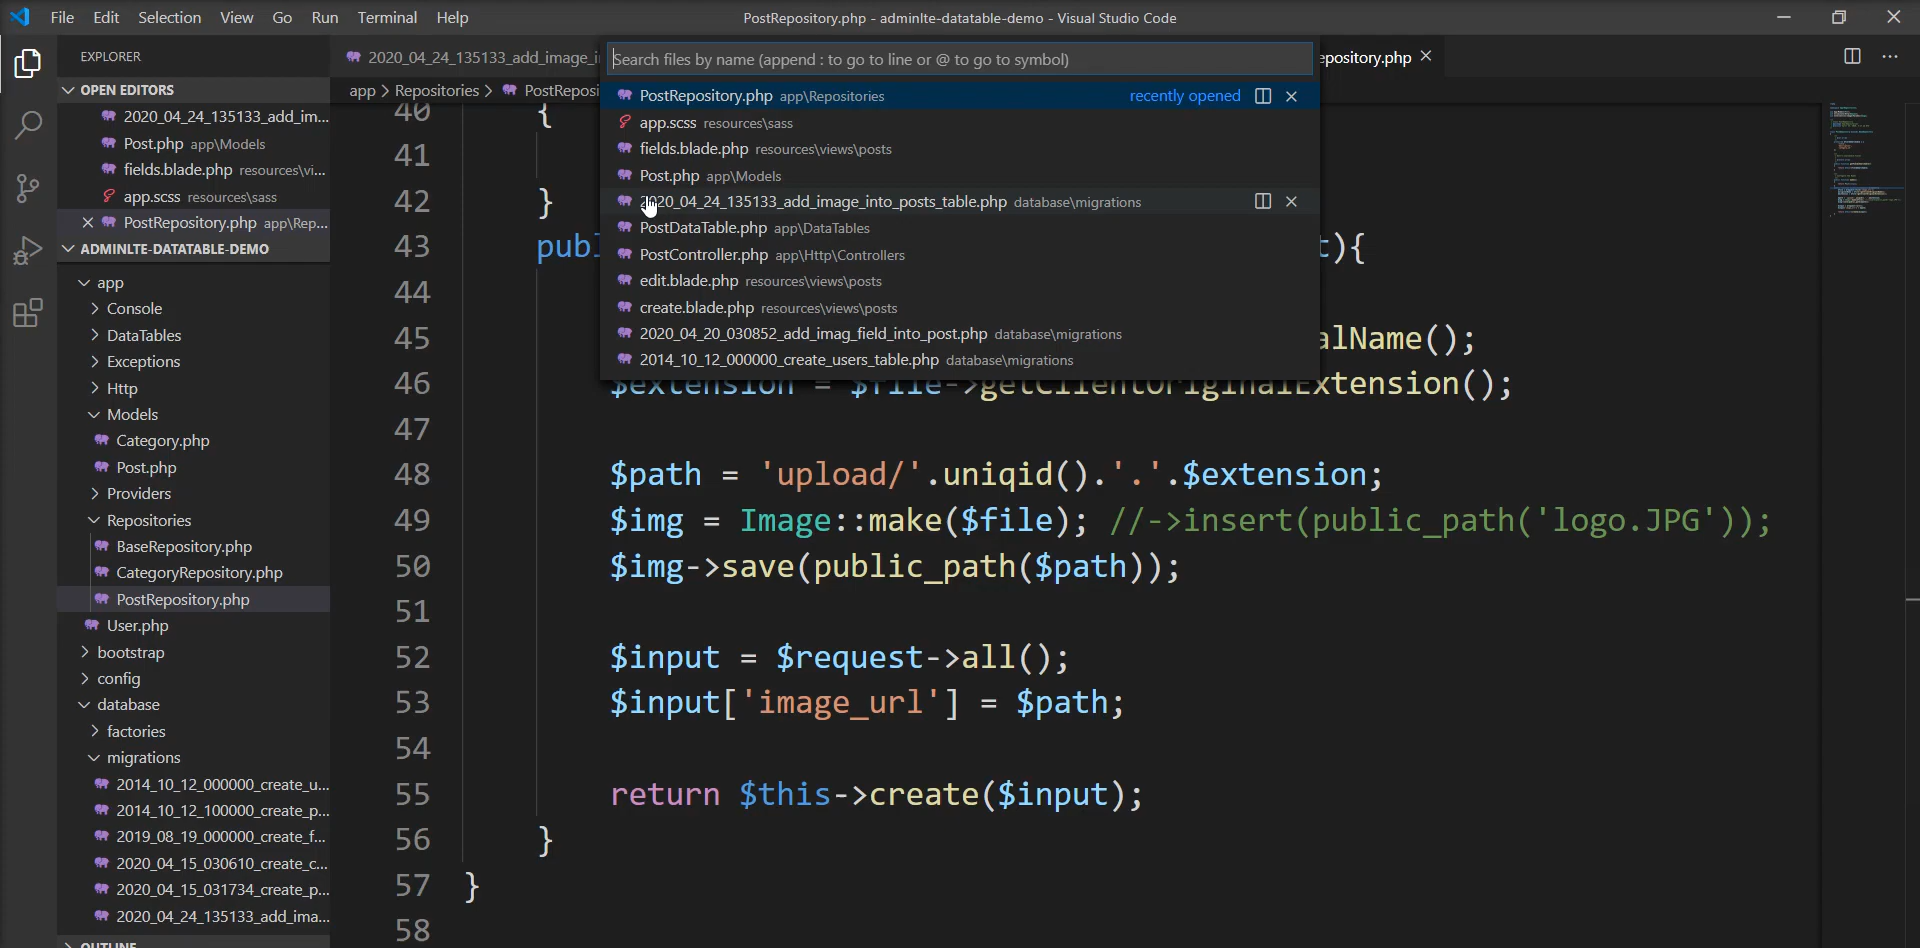 File Edit Selection View Go Run Terminal Help
PostRepository.php - adminlte-datatable-demo - Visual Studio Code
EXPLORER
OPEN EDITORS
2020_04_24_135133_add_im...
Post.php app\Models
fields.blade.php resources\vi...
app.scss resources\sass
PostRepository.php app\Rep...
ADMINLTE-DATATABLE-DEMO
app
Console
DataTables
Exceptions
Http
Models
Category.php
Post.php
Providers
Repositories
BaseRepository.php
CategoryRepository.php
PostRepository.php
User.php
bootstrap
config
database
factories
migrations
2014_10_12_000000_create_u...
2014_10_12_100000_create_p...
2019_08_19_000000_create_f...
2020_04_15_030610_create_c...
2020_04_15_031734_create_p...
2020_04_24_135133_add_ima...
OUTLINE
2020_04_24_135133_add_image_i
epository.php
app > Repositories > PostReposi
Search files by name (append : to go to line or @ to go to symbol)
PostRepository.php app\Repositories recently opened
app.scss resources\sass
fields.blade.php resources\views\posts
Post.php app\Models
2020_04_24_135133_add_image_into_posts_table.php database\migrations
PostDataTable.php app\DataTables
PostController.php app\Http\Controllers
edit.blade.php resources\views\posts
create.blade.php resources\views\posts
2020_04_20_030852_add_imag_field_into_post.php database\migrations
2014_10_12_000000_create_users_table.php database\migrations
40 {
41
42 }
43 publ t){
44
45 alName();
46 $extension = $file->getClientOriginalExtension();
47
48 $path = 'upload/'.uniqid().'.'.$extension;
49 $img = Image::make($file); //->insert(public_path('logo.JPG'));
50 $img->save(public_path($path));
51
52 $input = $request->all();
53 $input['image_url'] = $path;
54
55 return $this->create($input);
56 }
57 }
58